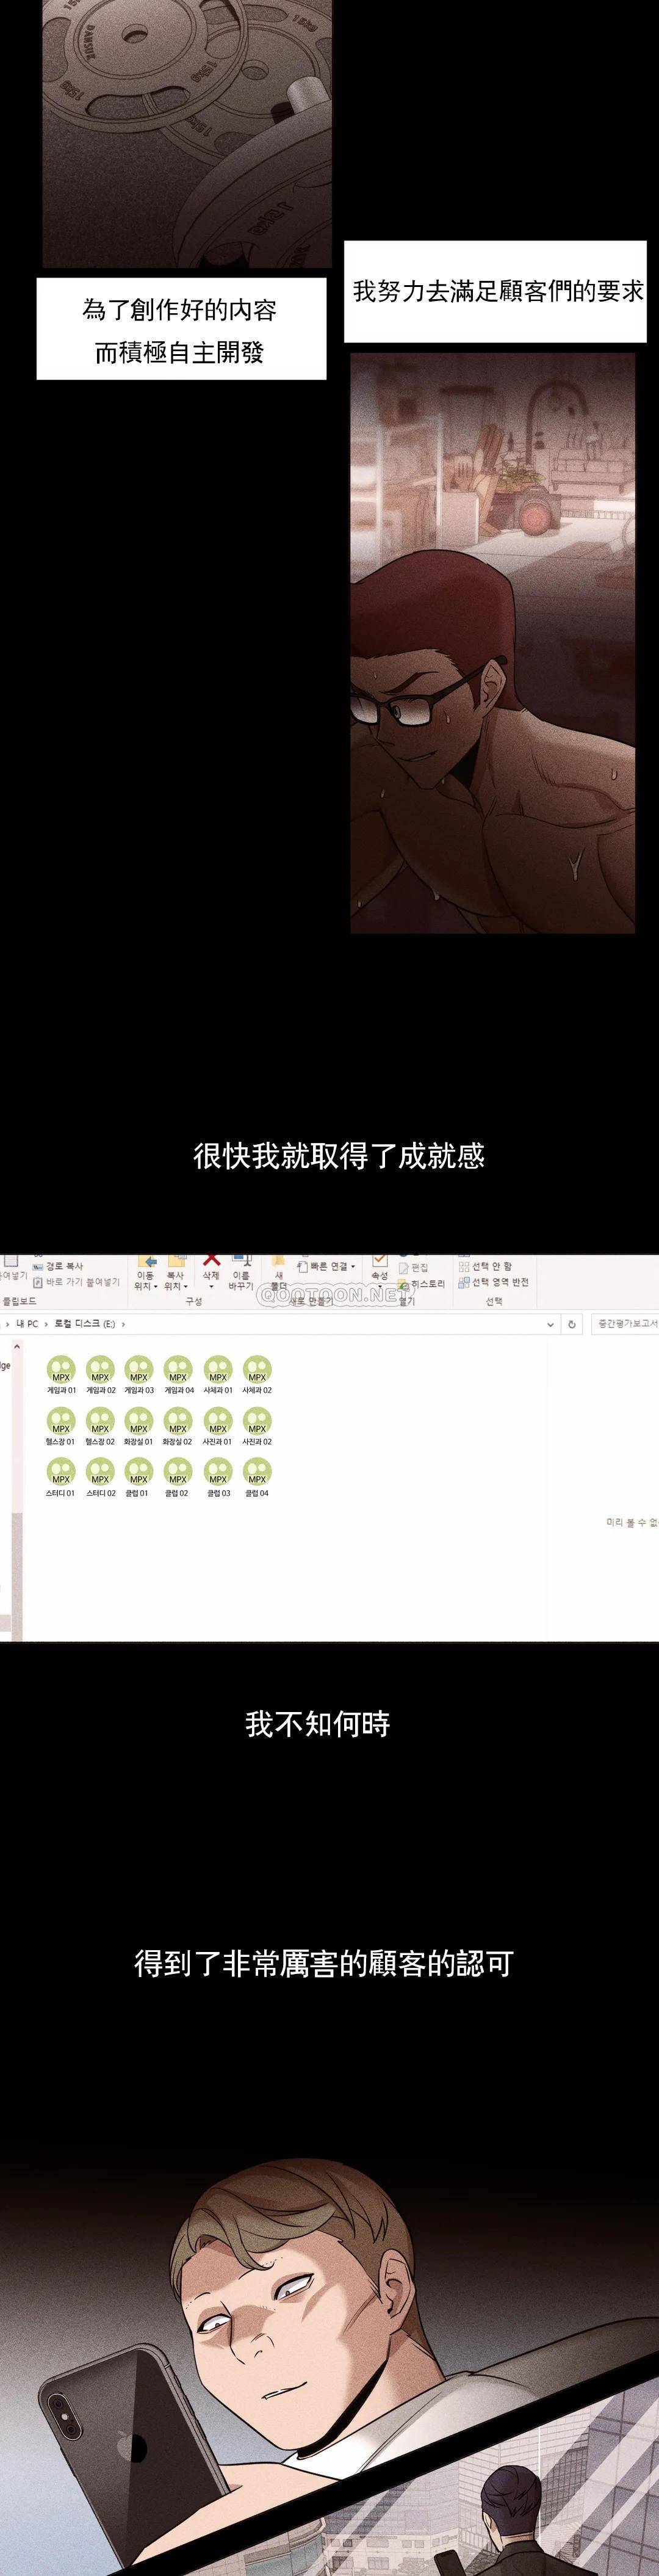 15kg
DANSUK
15kg
15kg
15kg
我努力去滿足顧客們的要求
為了創作好的内容
而積極自主開發
很快我就取得了成就感
경로 복사
바로 가기 붙여넣기
클립보드
이동
위치
복사
위치
삭제
이름
바꾸기
구성
새
폴더
빠른 연결
새로 만들기
속성
편집
히스토리
열기
선택 안 함
선택 영역 반전
선택
QOOTOON.NET
내 PC
로컬 디스크 (E:)
중간평가보고서
MPX MPX MPX MPX MPX MPX
게임과 01 게임과 02 게임과 03 게임과 04 사체과 01 사체과 02
MPX MPX MPX MPX MPX MPX
헬스장 01 헬스장 02 화장실 01 화장실 02 사진과 01 사진과 02
MPX MPX MPX MPX MPX MPX
스터디 01 스터디 02 클럽 01 클럽 02 클럽 03 클럽 04
미리 볼 수 없
我不知何時
得到了非常厲害的顧客的認可